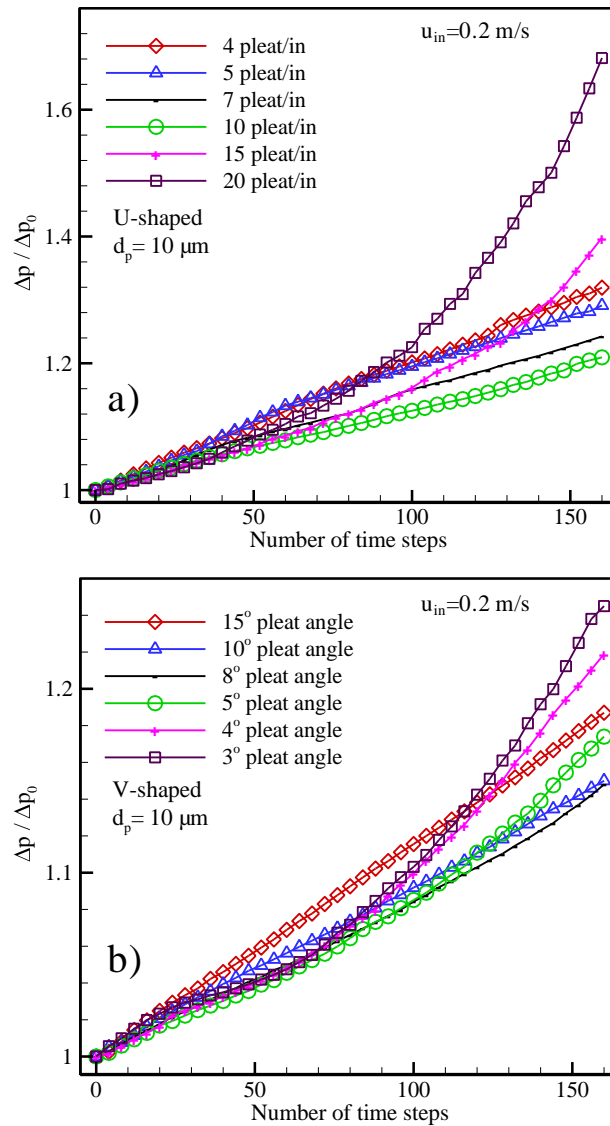 u_in=0.2 m/s
4 pleat/in
5 pleat/in
7 pleat/in
10 pleat/in
15 pleat/in
20 pleat/in
U-shaped
d_p= 10 µm
a)
1.6
1.4
1.2
1
Δp / Δp₀
0 50 100 150
Number of time steps
u_in=0.2 m/s
15° pleat angle
10° pleat angle
8° pleat angle
5° pleat angle
4° pleat angle
3° pleat angle
V-shaped
d_p= 10 µm
b)
1.2
1.1
1
Δp / Δp₀
0 50 100 150
Number of time steps